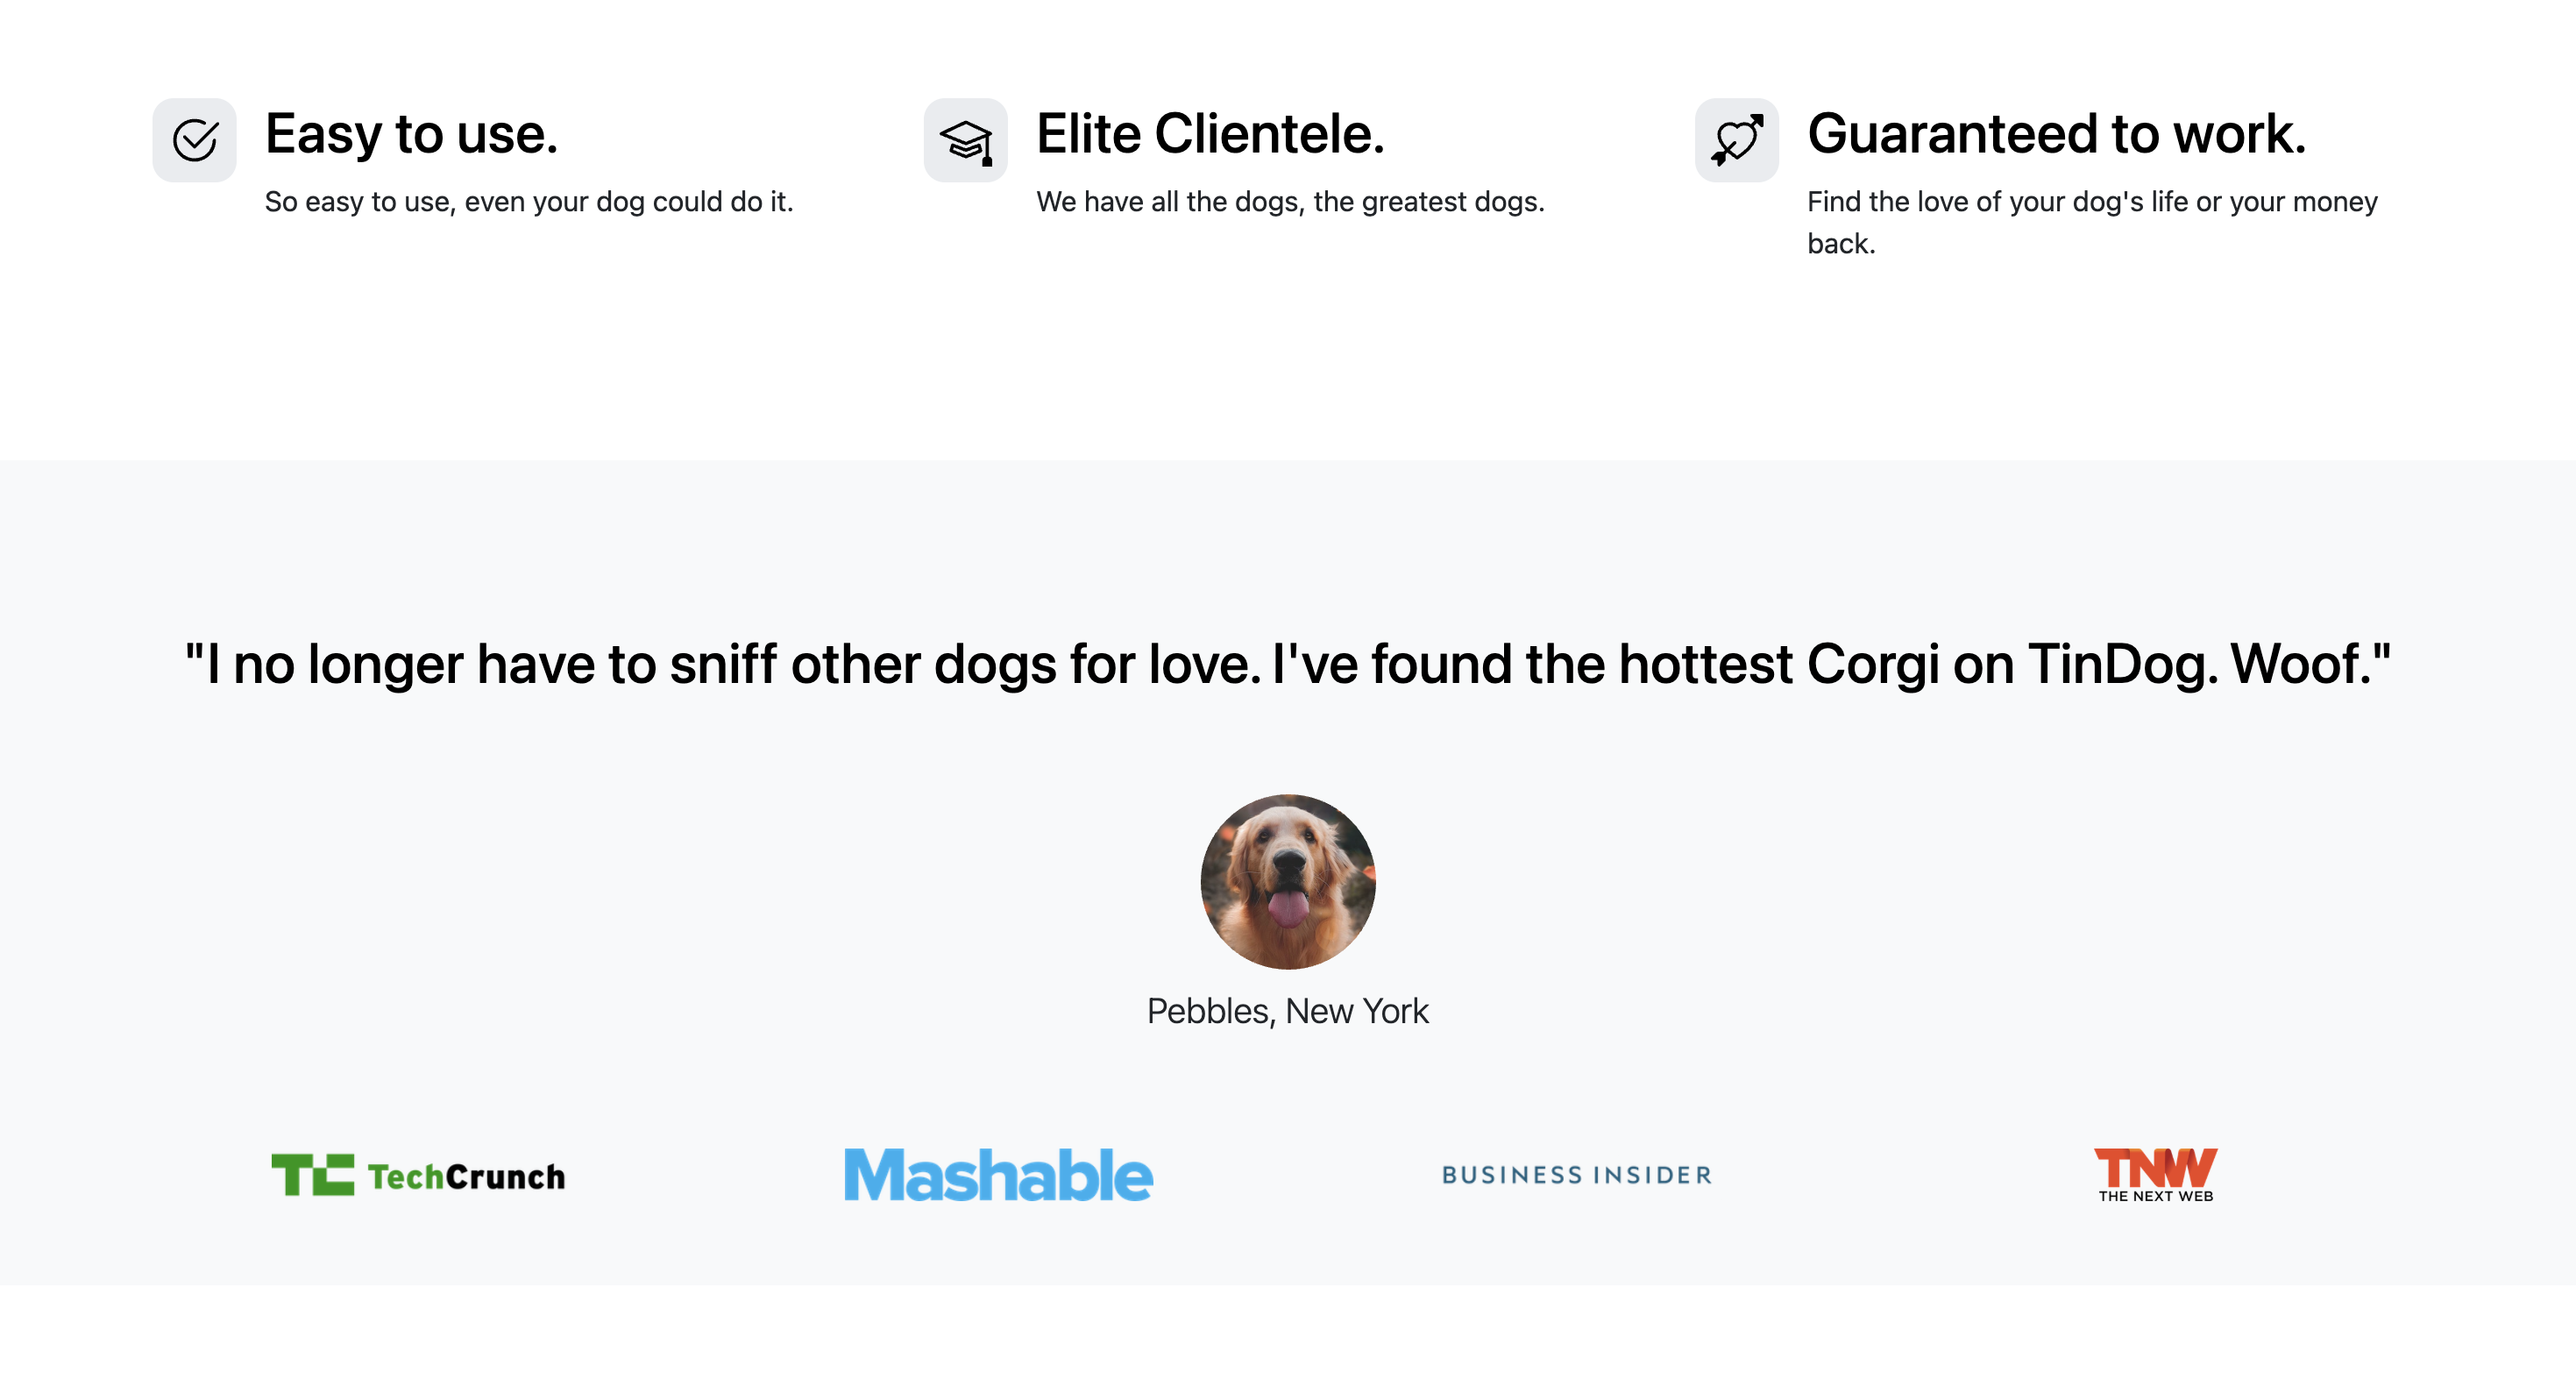 Easy to use.
So easy to use, even your dog could do it.
Elite Clientele.
We have all the dogs, the greatest dogs.
Guaranteed to work.
Find the love of your dog's life or your money
back.
"I no longer have to sniff other dogs for love. I've found the hottest Corgi on TinDog. Woof."
Pebbles, New York
TC TechCrunch
Mashable
BUSINESS INSIDER
TNW
THE NEXT WEB